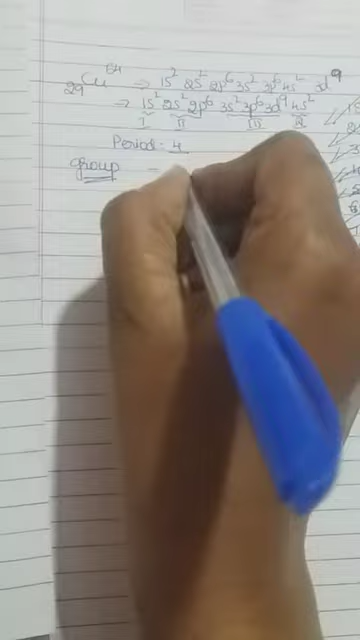 ₂₉Cu⁶⁴ → 1s² 2s² 2p⁶ 3s² 3p⁶ 4s² 3d⁹
→ 1s² 2s² 2p⁶ 3s² 3p⁶ 3d⁹ 4s²
I II III
Period - 4
Group -